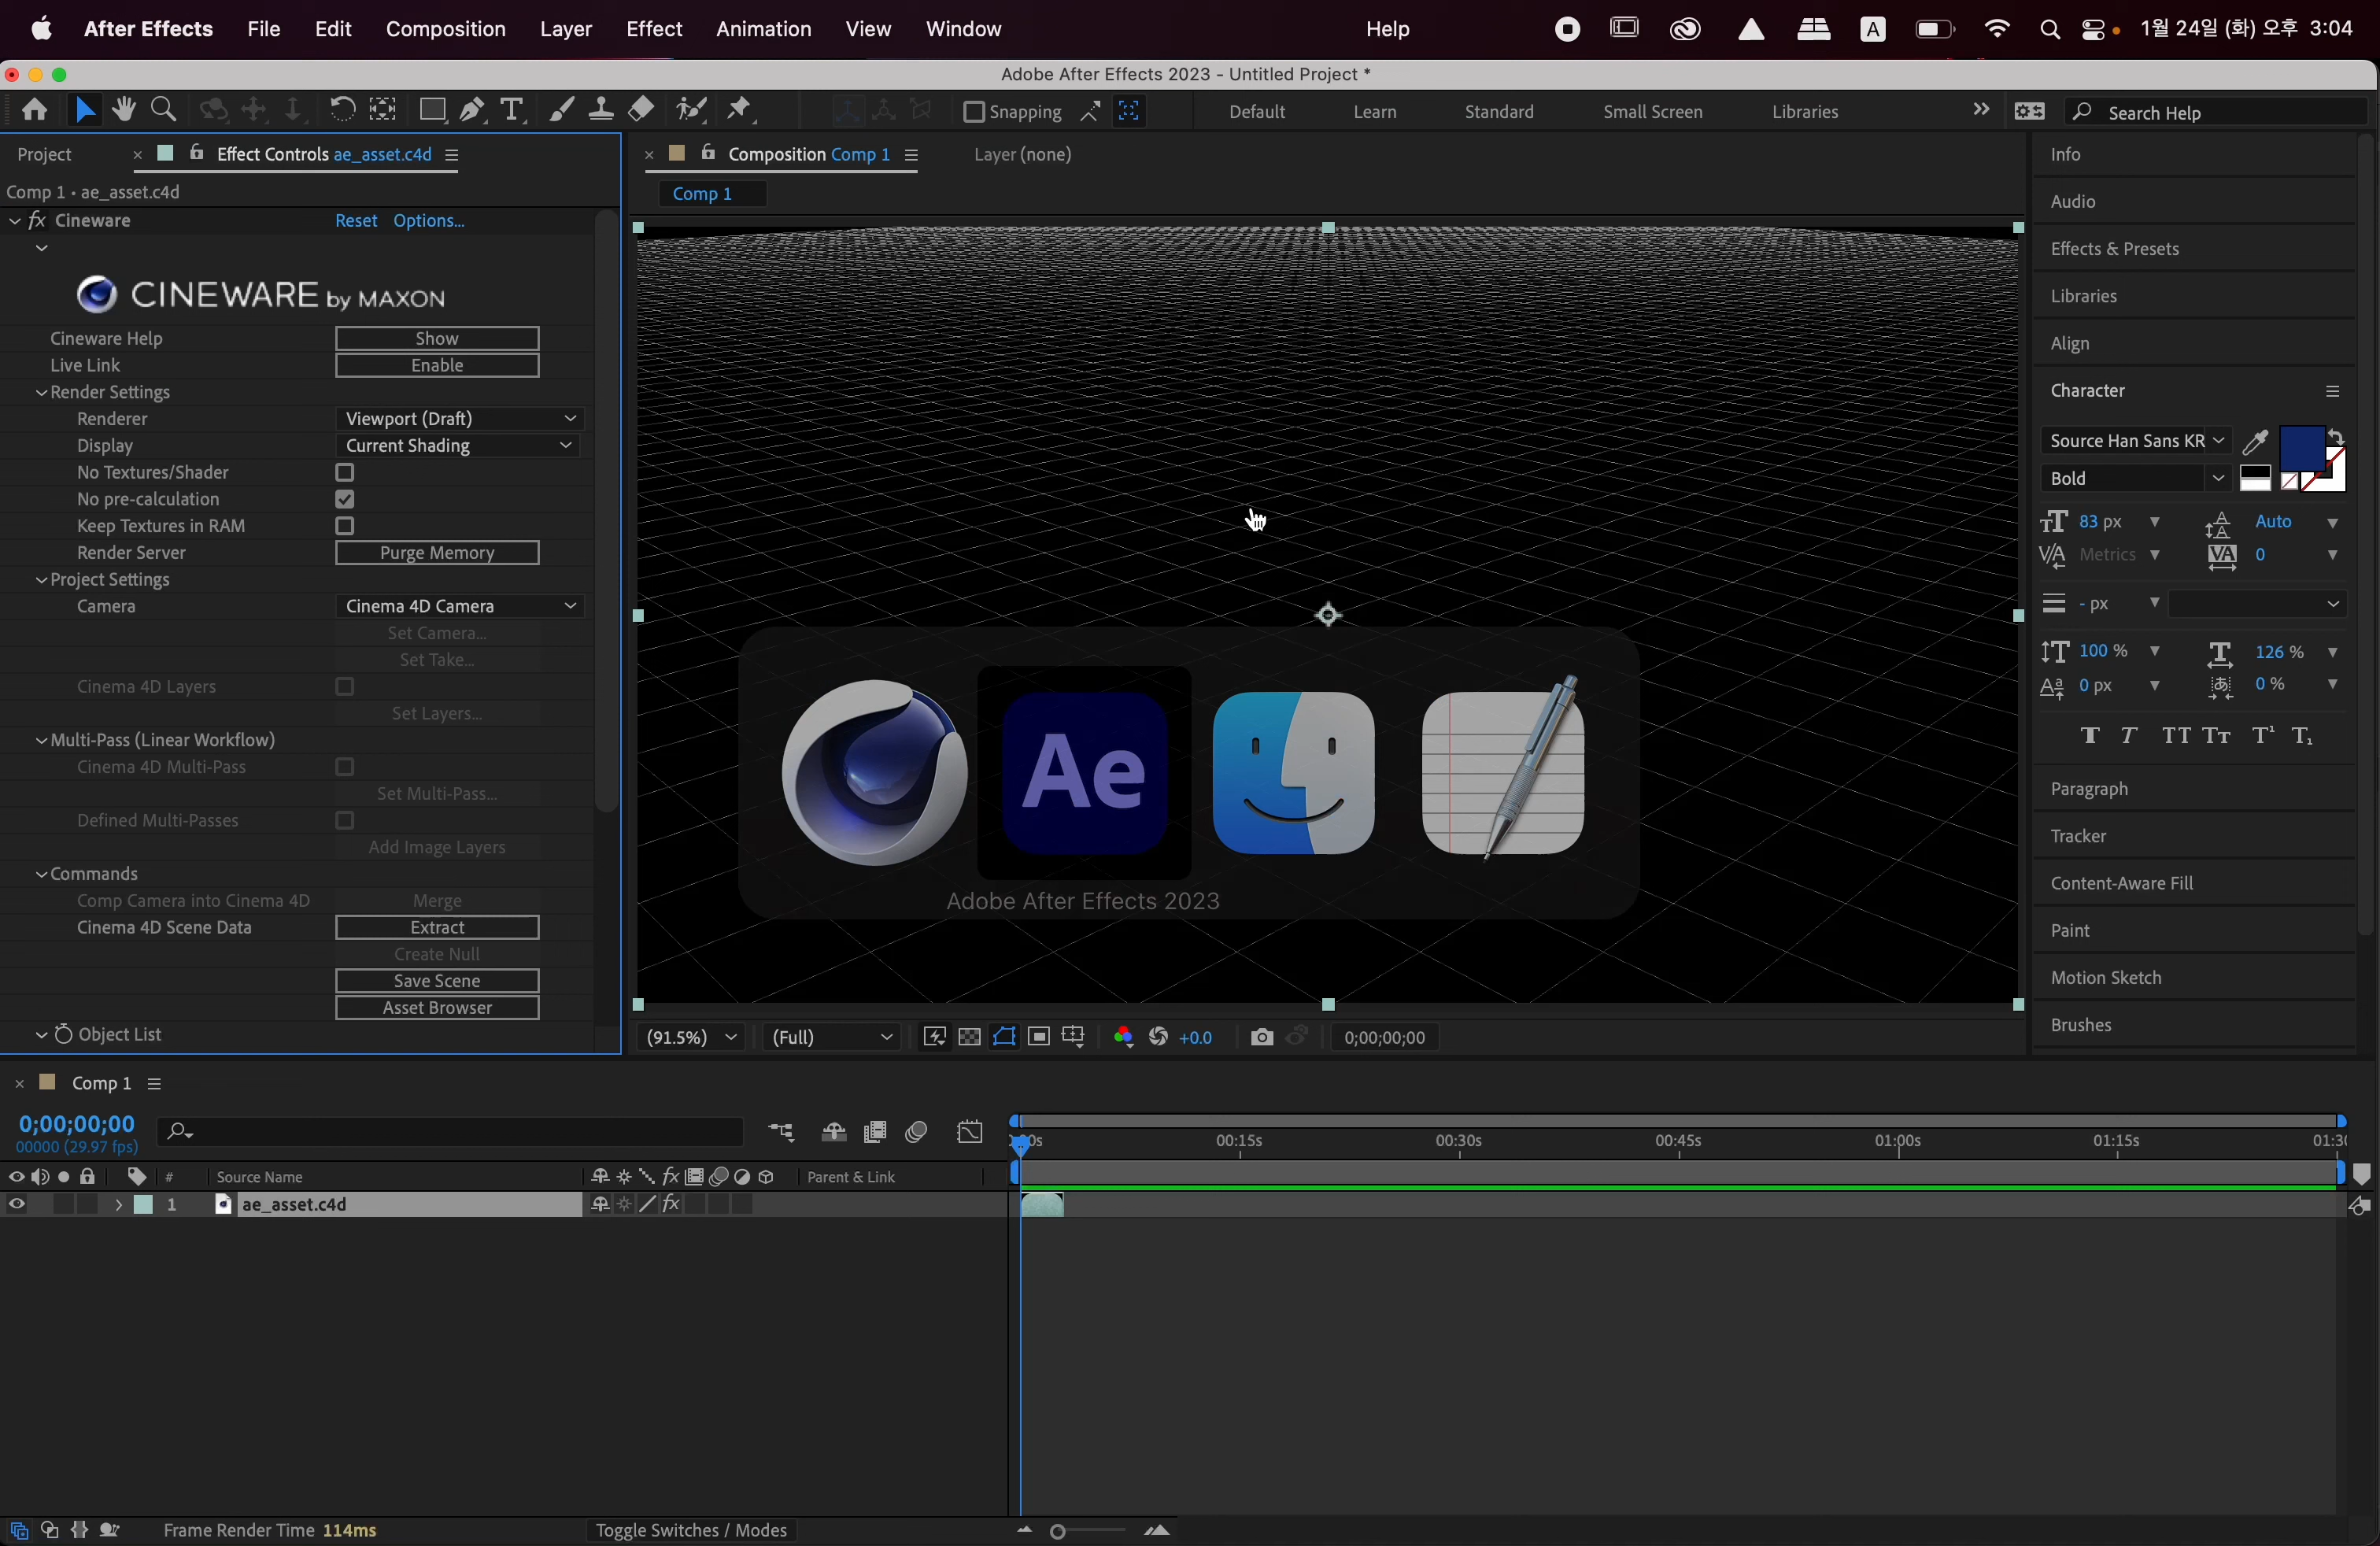 After Effects File Edit Composition Layer Effect Animation View Window Help A 1월 24일 (화) 오후 3:04
Adobe After Effects 2023 - Untitled Project *
Snapping Default Learn Standard Small Screen Libraries Search Help
Project Effect Controls ae_asset.c4d
Comp 1 • ae_asset.c4d
fx Cineware Reset Options...
CINEWARE by MAXON
Cineware Help Show
Live Link Enable
Render Settings
Renderer Viewport (Draft)
Display Current Shading
No Textures/Shader
No pre-calculation
Keep Textures in RAM
Render Server Purge Memory
Project Settings
Camera Cinema 4D Camera
Set Camera...
Set Take...
Cinema 4D Layers
Set Layers...
Multi-Pass (Linear Workflow)
Cinema 4D Multi-Pass
Set Multi-Pass...
Defined Multi-Passes
Add Image Layers
Commands
Comp Camera into Cinema 4D Merge
Cinema 4D Scene Data Extract
Create Null
Save Scene
Asset Browser
Object List
Composition Comp 1 Layer (none)
Comp 1
Ae
Adobe After Effects 2023
(91.5%) (Full) +0.0 0;00;00;00
Info
Audio
Effects & Presets
Libraries
Align
Character
Source Han Sans KR
Bold
83 px Auto
Metrics 0
- px
100 % 126 %
0 px 0 %
Paragraph
Tracker
Content-Aware Fill
Paint
Motion Sketch
Brushes
Comp 1
0;00;00;00
00000 (29.97 fps)
00:15s 00:30s 00:45s 01:00s 01:15s
# Source Name fx Parent & Link
1 ae_asset.c4d fx
Frame Render Time 114ms Toggle Switches / Modes